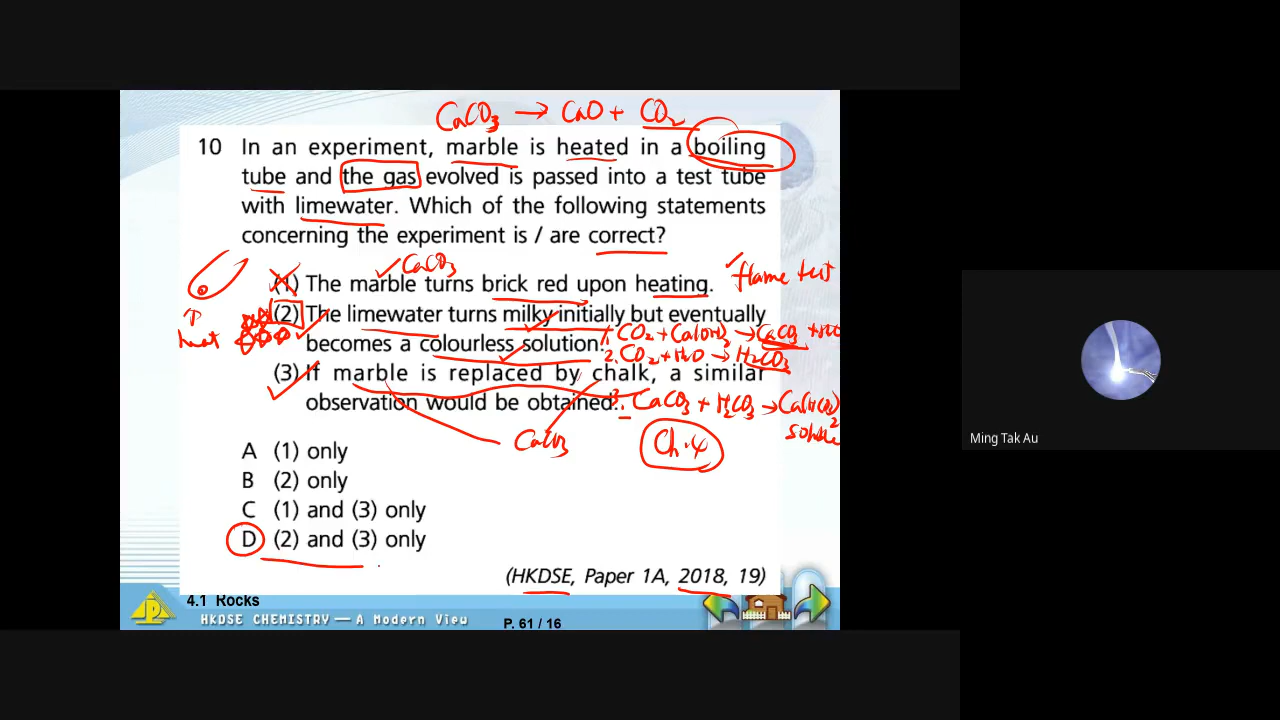 CaCO₃ → CaO + CO₂
10 In an experiment, marble is heated in a boiling
tube and the gas evolved is passed into a test tube
with limewater. Which of the following statements
concerning the experiment is / are correct?
CaCO₃
(1) The marble turns brick red upon heating.
flame test
(2) The limewater turns milky initially but eventually
becomes a colourless solution.
heat
1. CO₂ + Ca(OH)₂ → CaCO₃ + H₂O
2. CO₂ + H₂O → H₂CO₃
(3) If marble is replaced by chalk, a similar
observation would be obtained.
3. CaCO₃ + H₂CO₃ → Ca(HCO₃)₂
soluble
CaCO₃
Ch.4
A (1) only
B (2) only
C (1) and (3) only
D (2) and (3) only
(HKDSE, Paper 1A, 2018, 19)
4.1 Rocks
HKDSE CHEMISTRY — A Modern View
P. 61 / 16
Ming Tak Au